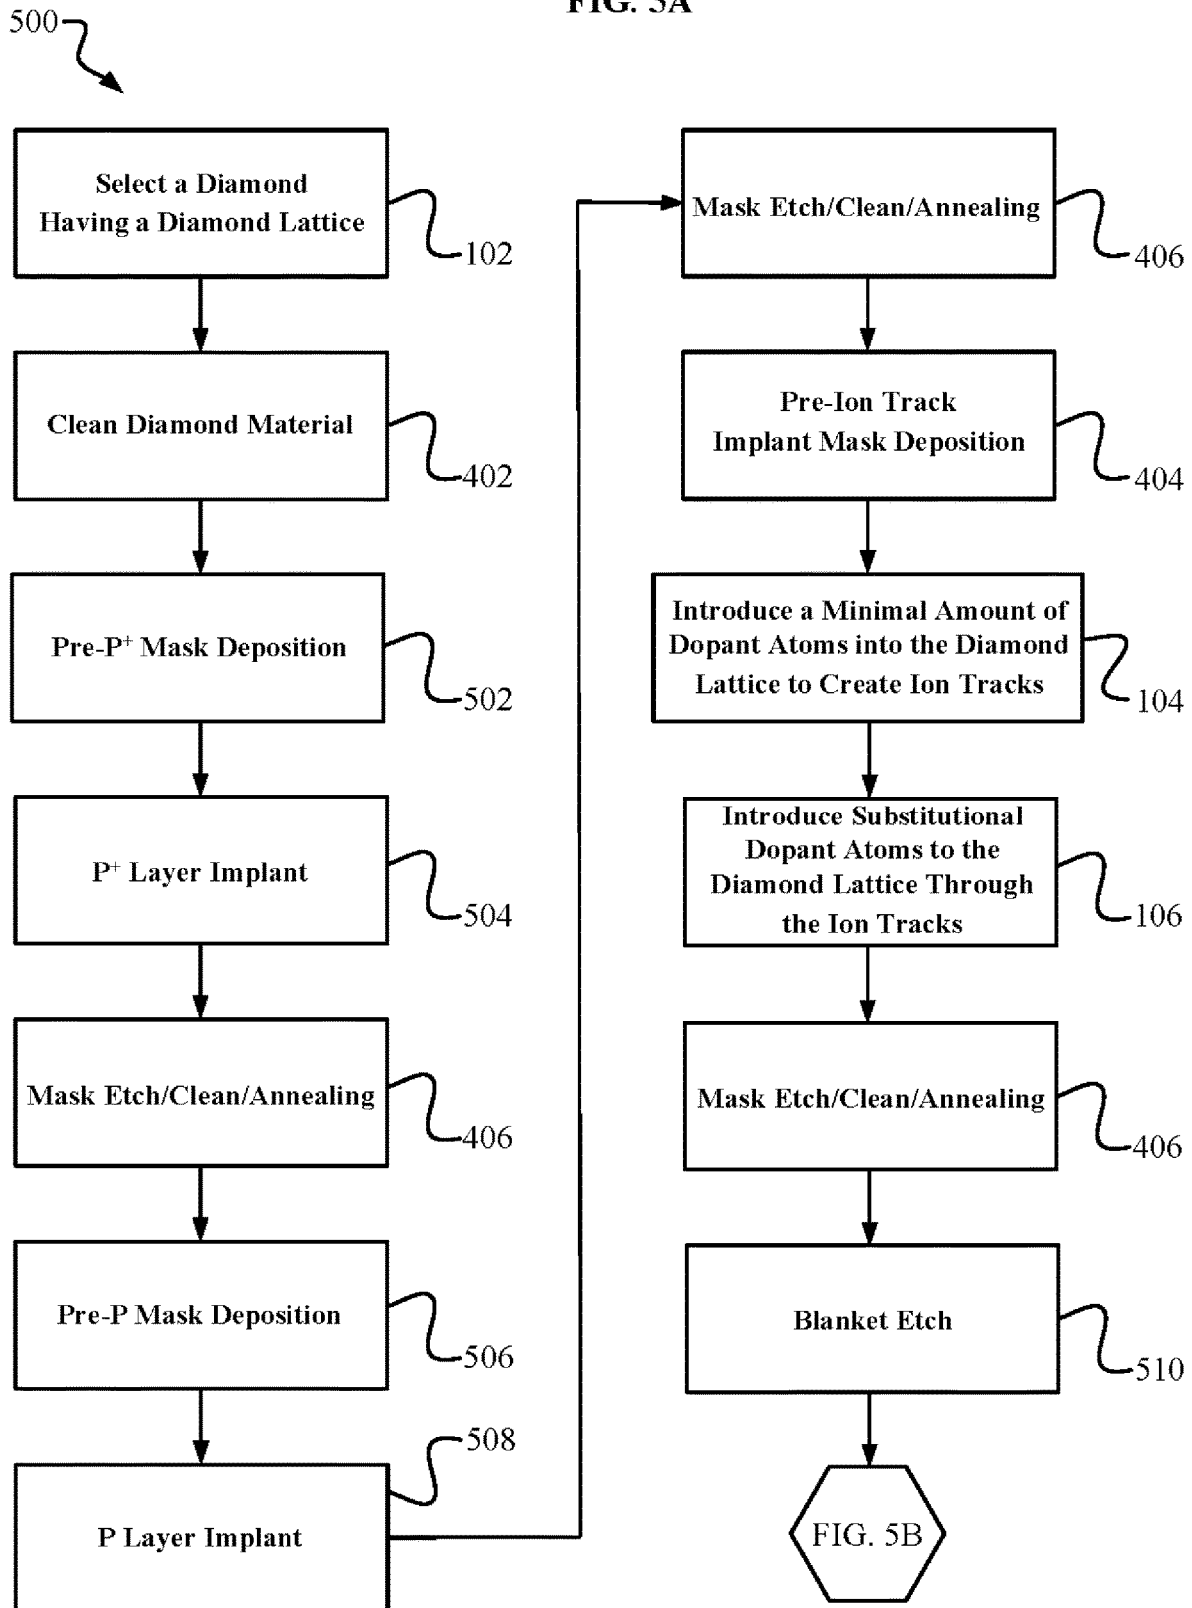 FIG. 5A
500
Select a Diamond
Having a Diamond Lattice
102
Clean Diamond Material
402
Pre-P+ Mask Deposition
502
P+ Layer Implant
504
Mask Etch/Clean/Annealing
406
Pre-P Mask Deposition
506
P Layer Implant
508
Mask Etch/Clean/Annealing
406
Pre-Ion Track
Implant Mask Deposition
404
Introduce a Minimal Amount of
Dopant Atoms into the Diamond
Lattice to Create Ion Tracks
104
Introduce Substitutional
Dopant Atoms to the
Diamond Lattice Through
the Ion Tracks
106
Mask Etch/Clean/Annealing
406
Blanket Etch
510
FIG. 5B